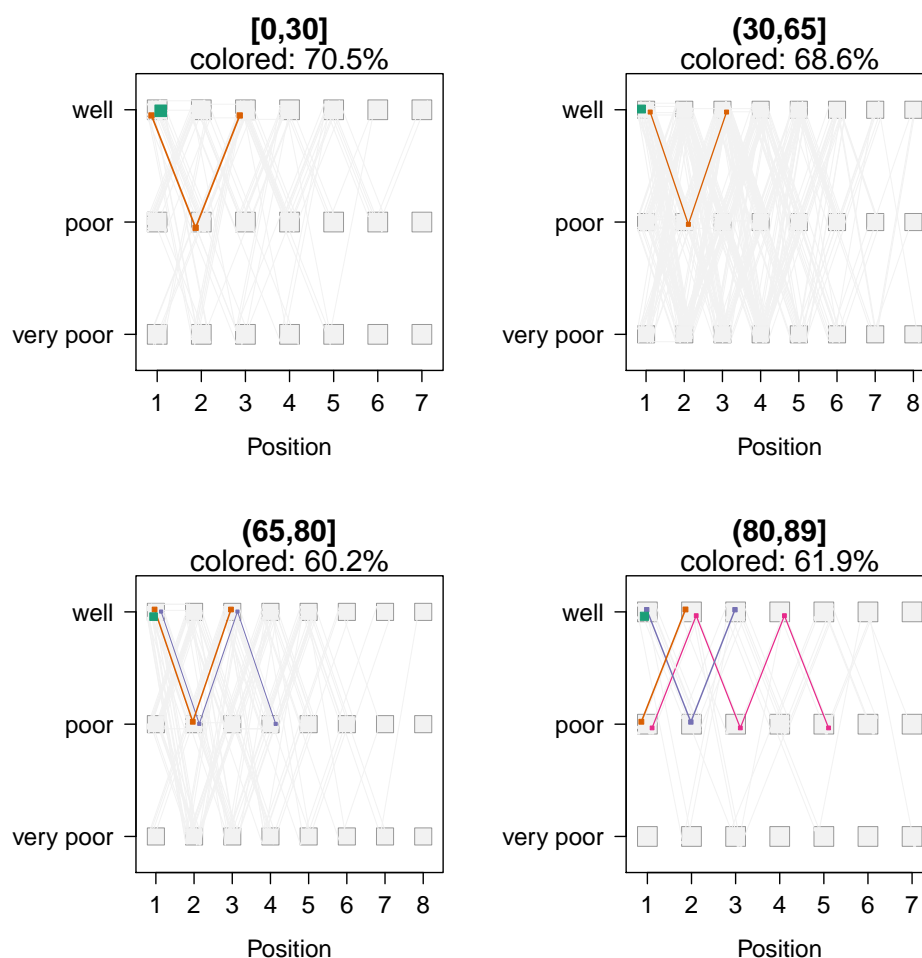 [0,30]
colored: 70.5%
well
poor
very poor
1 2 3 4 5 6 7
Position
(30,65]
colored: 68.6%
well
poor
very poor
1 2 3 4 5 6 7 8
Position
(65,80]
colored: 60.2%
well
poor
very poor
1 2 3 4 5 6 7 8
Position
(80,89]
colored: 61.9%
well
poor
very poor
1 2 3 4 5 6 7
Position